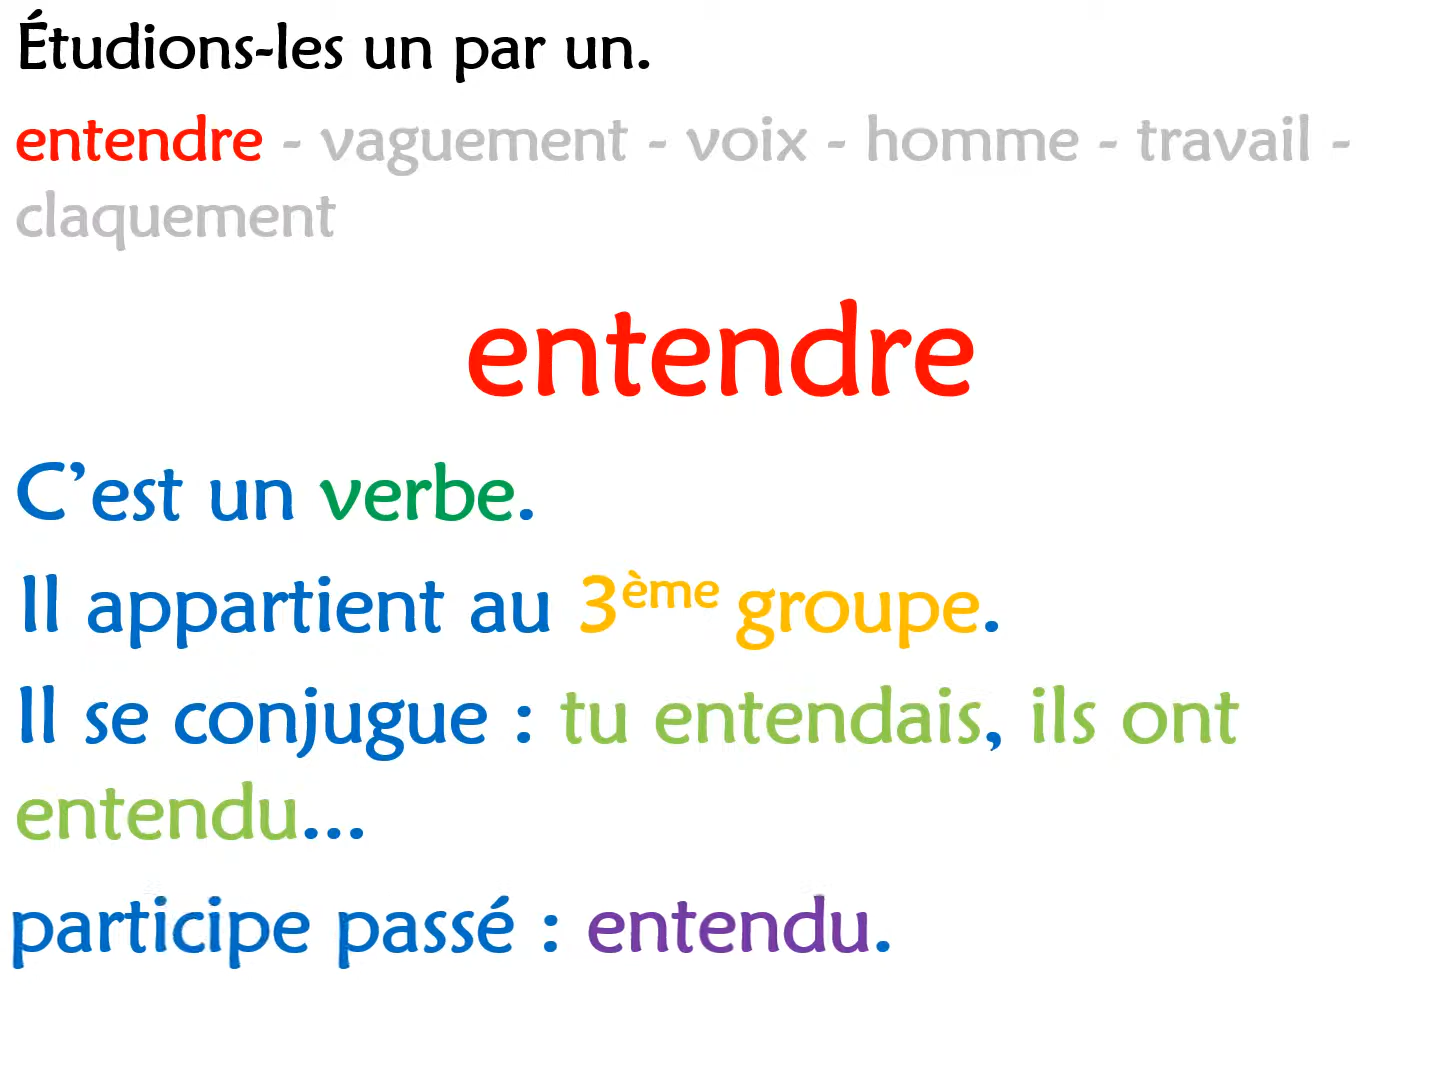 Étudions-les un par un.
entendre - vaguement - voix - homme - travail -
claquement
entendre
C’est un verbe.
Il appartient au 3ème groupe.
Il se conjugue : tu entendais, ils ont
entendu...
participe passé : entendu.